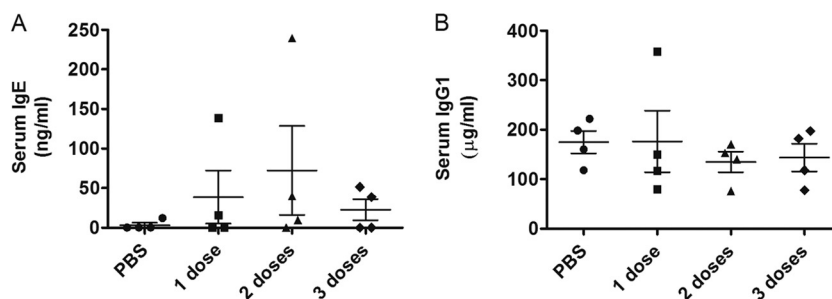 A
Serum IgE
(ng/ml)
250
200
150
100
50
0
PBS
1 dose
2 doses
3 doses
B
Serum IgG1
(μg/ml)
400
300
200
100
0
PBS
1 dose
2 doses
3 doses